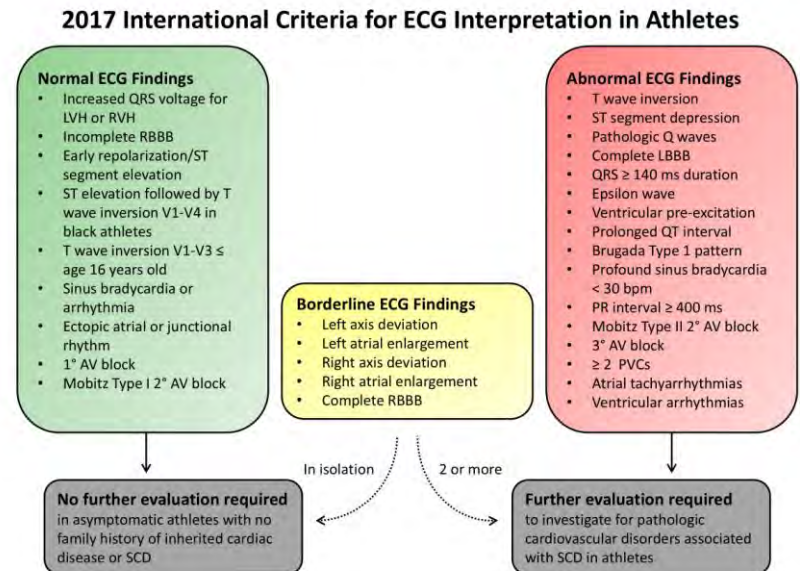 2017 International Criteria for ECG Interpretation in Athletes
Normal ECG Findings
• Increased QRS voltage for
LVH or RVH
• Incomplete RBBB
• Early repolarization/ST
segment elevation
• ST elevation followed by T
wave inversion V1-V4 in
black athletes
• T wave inversion V1-V3 ≤
age 16 years old
• Sinus bradycardia or
arrhythmia
• Ectopic atrial or junctional
rhythm
• 1° AV block
• Mobitz Type I 2° AV block
Borderline ECG Findings
• Left axis deviation
• Left atrial enlargement
• Right axis deviation
• Right atrial enlargement
• Complete RBBB
Abnormal ECG Findings
• T wave inversion
• ST segment depression
• Pathologic Q waves
• Complete LBBB
• QRS ≥ 140 ms duration
• Epsilon wave
• Ventricular pre-excitation
• Prolonged QT interval
• Brugada Type 1 pattern
• Profound sinus bradycardia
< 30 bpm
• PR interval ≥ 400 ms
• Mobitz Type II 2° AV block
• 3° AV block
• ≥ 2 PVCs
• Atrial tachyarrhythmias
• Ventricular arrhythmias
In isolation
2 or more
No further evaluation required
in asymptomatic athletes with no
family history of inherited cardiac
disease or SCD
Further evaluation required
to investigate for pathologic
cardiovascular disorders associated
with SCD in athletes